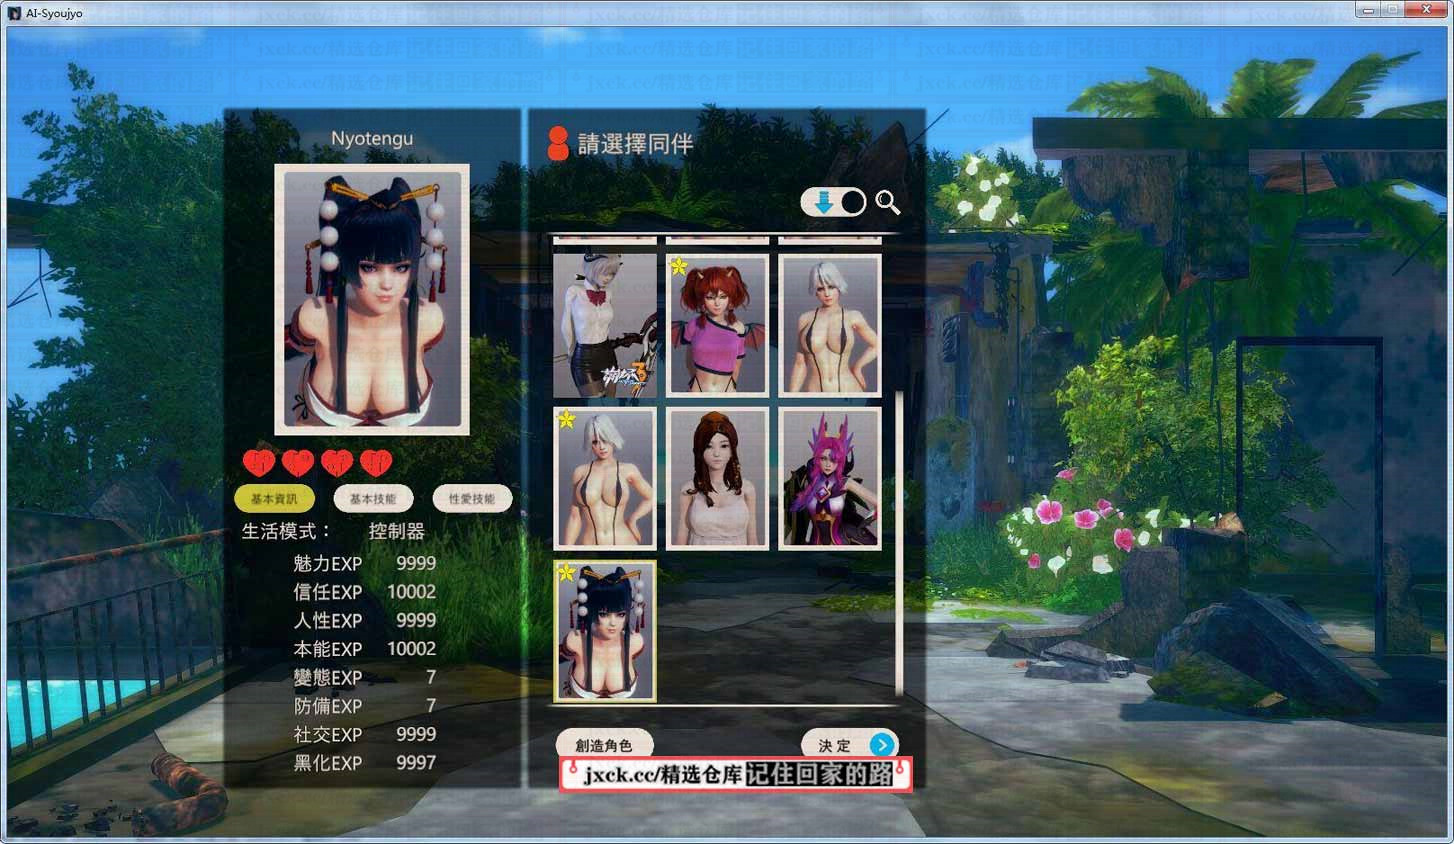 AI-Syoujyo
Nyotengu
請選擇同伴
基本資訊
基本技能
性愛技能
生活模式： 控制器
魅力EXP 9999
信任EXP 10002
人性EXP 9999
本能EXP 10002
變態EXP 7
防備EXP 7
社交EXP 9999
黑化EXP 9997
創造角色
決定
jxck.cc/精选仓库 记住回家的路